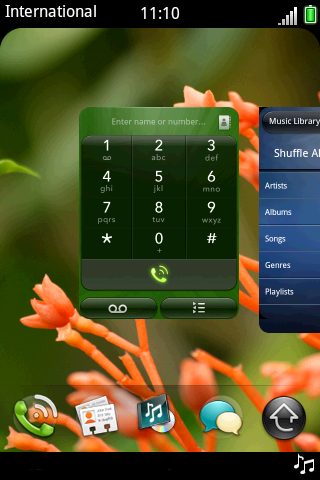 International 11:10
Enter name or number...
1 2 abc 3 def
4 ghi 5 jkl 6 mno
7 pqrs 8 tuv 9 wxyz
* 0 + #
Music Library
Shuffle Al
Artists
Albums
Songs
Genres
Playlists